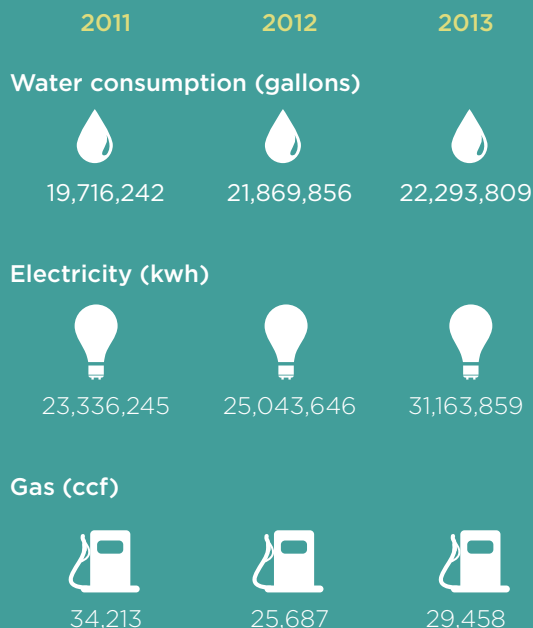 2011 2012 2013
Water consumption (gallons)
19,716,242 21,869,856 22,293,809
Electricity (kwh)
23,336,245 25,043,646 31,163,859
Gas (ccf)
34,213 25,687 29,458